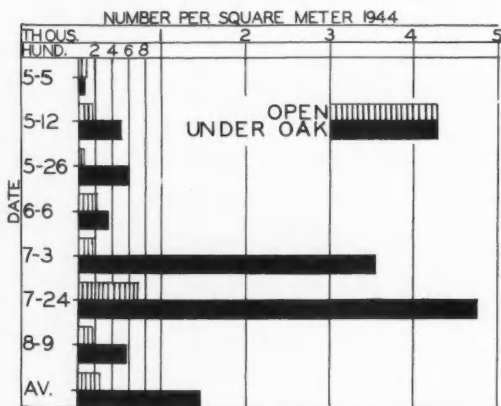 NUMBER PER SQUARE METER 1944
THOUS. 1 2 3 4 5
HUND. 2 4 6 8
5-5
5-12
OPEN
UNDER OAK
5-26
6-6
DATE
7-3
7-24
8-9
AV.